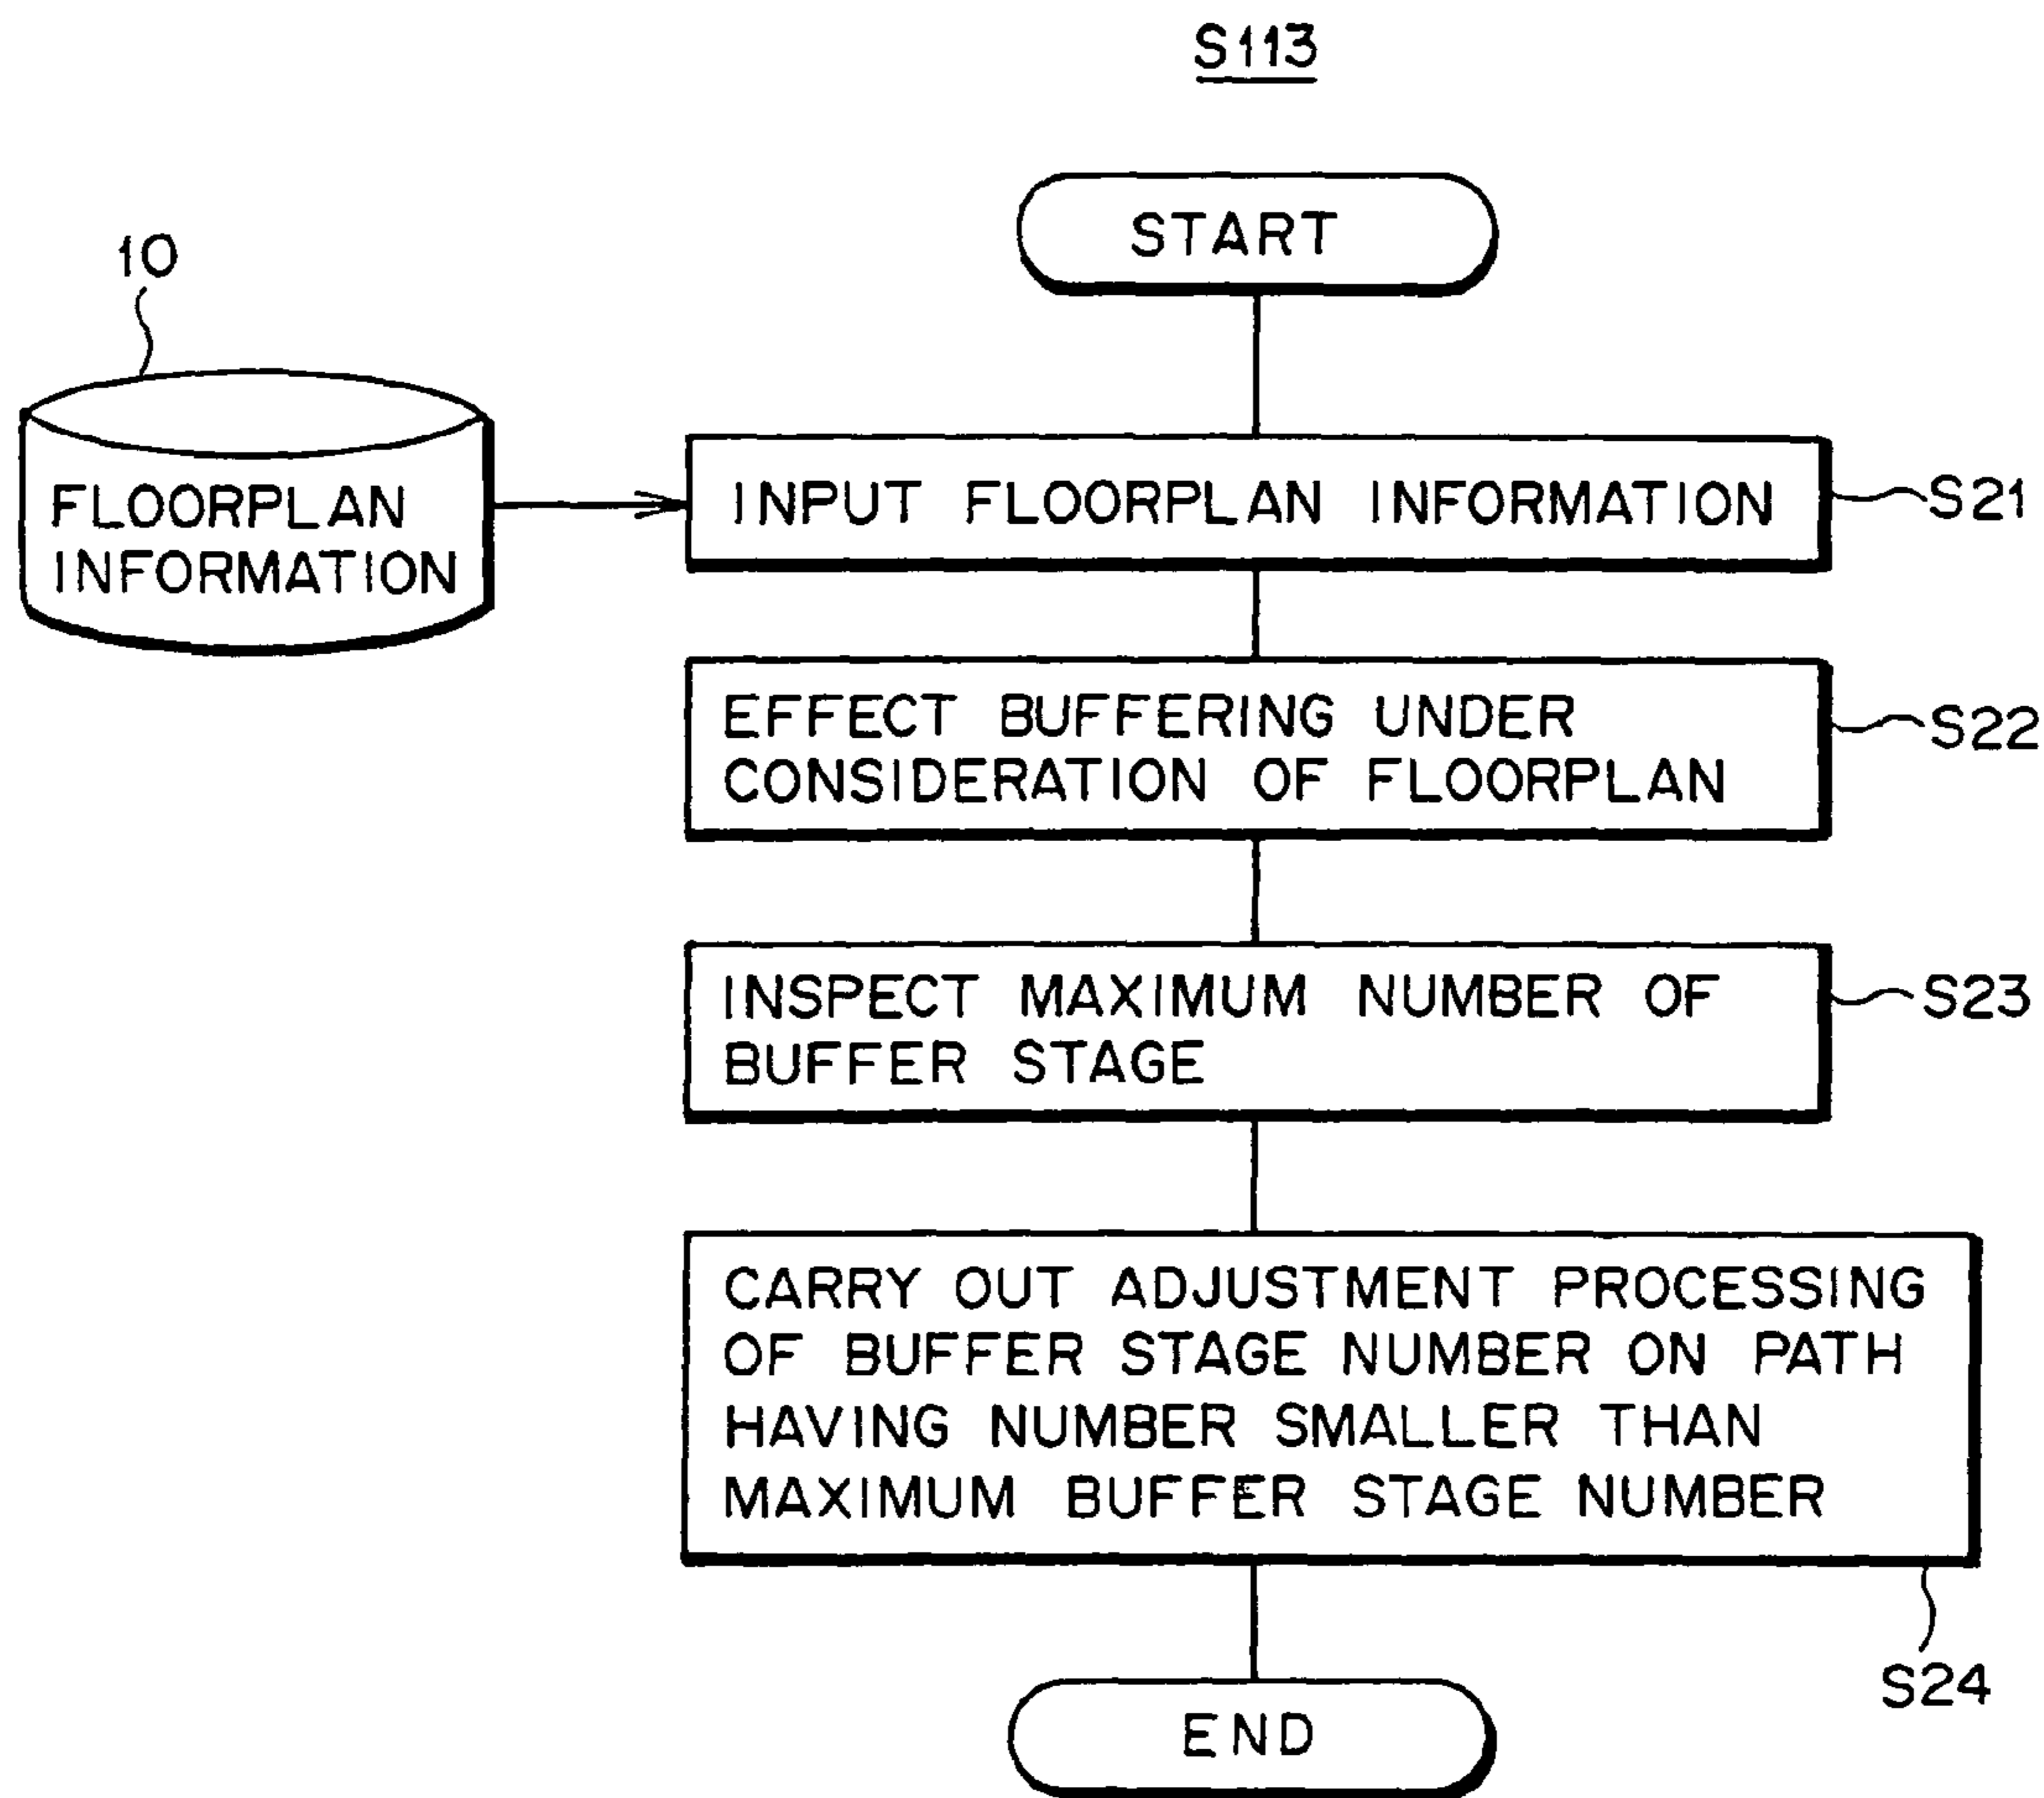 S113
START
10
FLOORPLAN
INFORMATION
INPUT FLOORPLAN INFORMATION
S21
EFFECT BUFFERING UNDER
CONSIDERATION OF FLOORPLAN
S22
INSPECT MAXIMUM NUMBER OF
BUFFER STAGE
S23
CARRY OUT ADJUSTMENT PROCESSING
OF BUFFER STAGE NUMBER ON PATH
HAVING NUMBER SMALLER THAN
MAXIMUM BUFFER STAGE NUMBER
S24
END